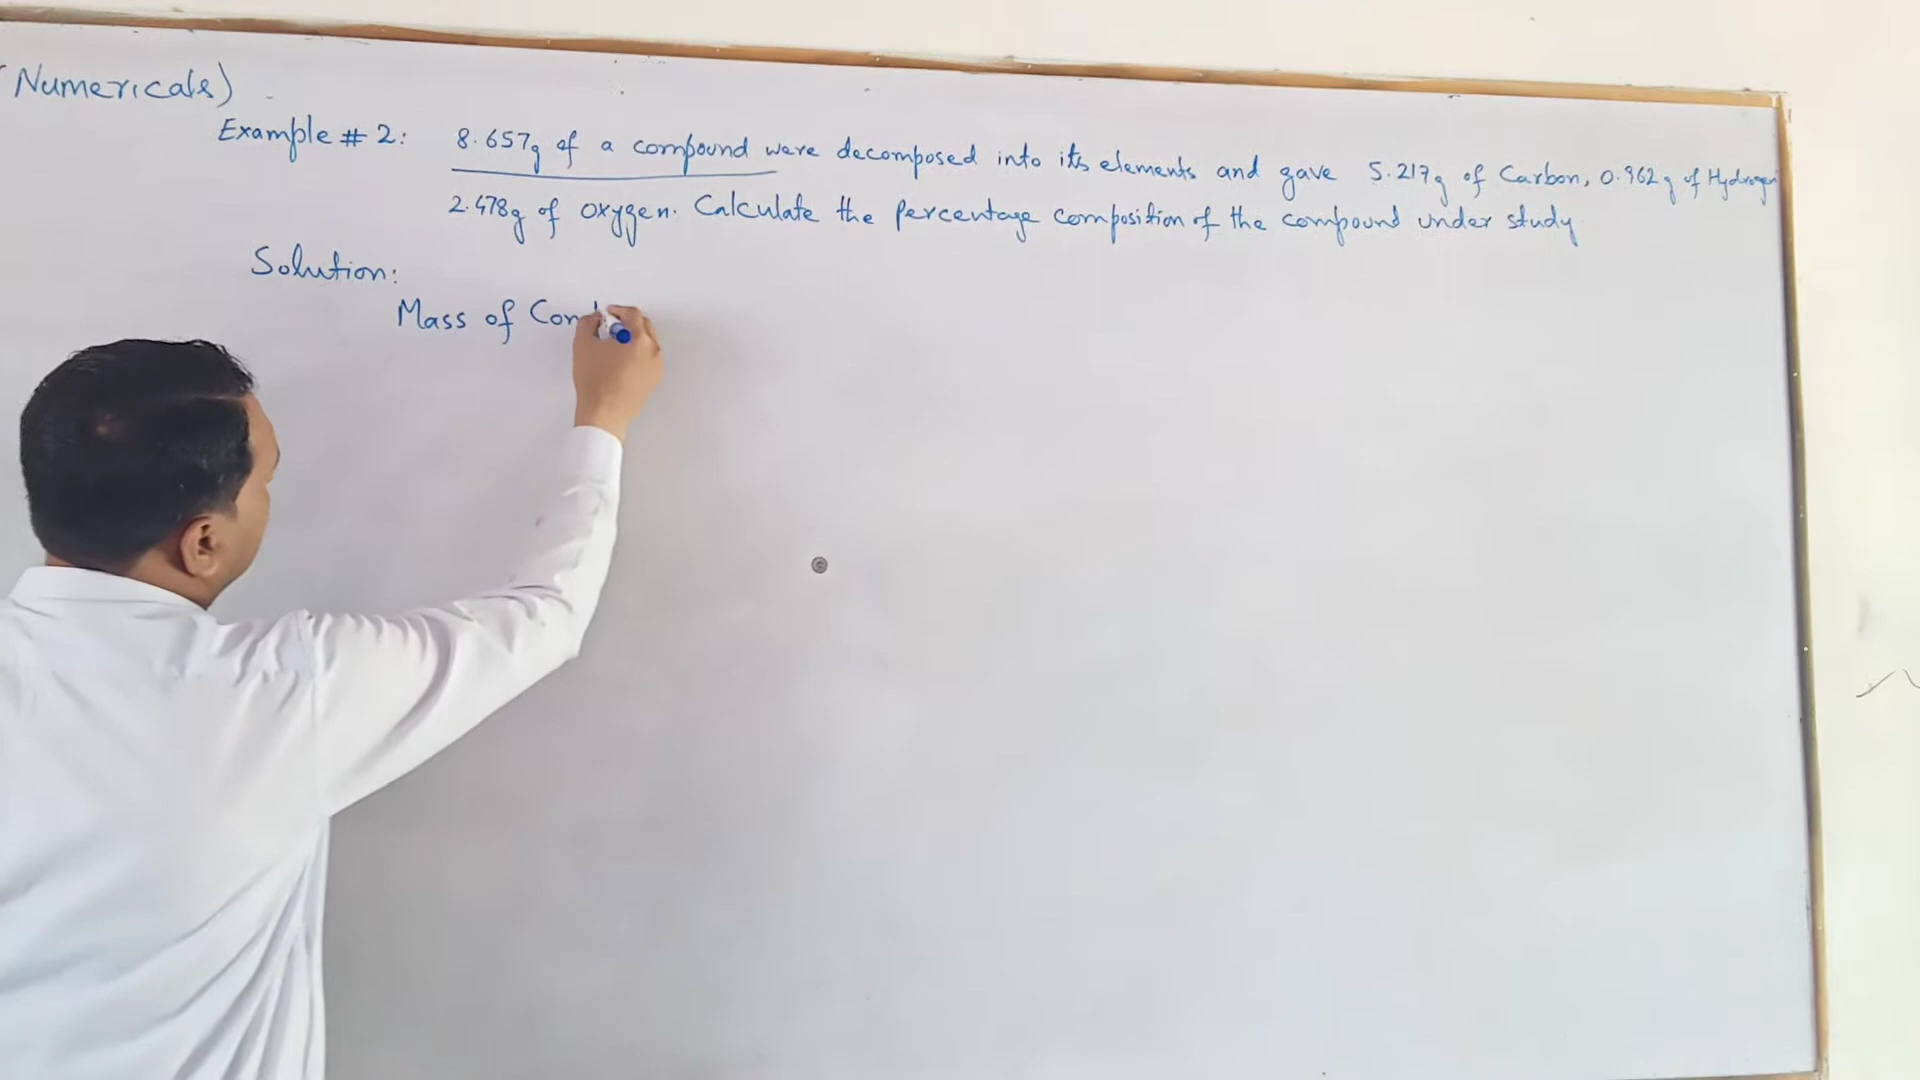 (Numericals)
Example # 2: 8.657g of a compound were decomposed into its elements and gave 5.217g of Carbon, 0.962g of Hydrogen
2.478g of oxygen. Calculate the percentage composition of the compound under study
Solution:
Mass of Com